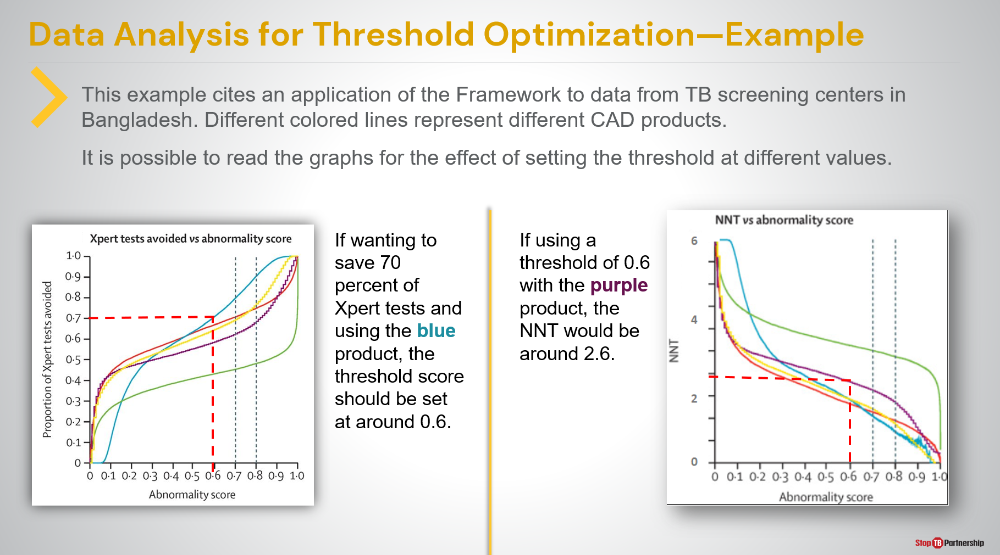 Data Analysis for Threshold Optimization—Example
This example cites an application of the Framework to data from TB screening centers in
Bangladesh. Different colored lines represent different CAD products.
It is possible to read the graphs for the effect of setting the threshold at different values.
Xpert tests avoided vs abnormality score
Proportion of Xpert tests avoided
1·0
0·9
0·8
0·7
0·6
0·5
0·4
0·3
0·2
0·1
0
0 0·1 0·2 0·3 0·4 0·5 0·6 0·7 0·8 0·9 1·0
Abnormality score
If wanting to
save 70
percent of
Xpert tests and
using the blue
product, the
threshold score
should be set
at around 0.6.
If using a
threshold of 0.6
with the purple
product, the
NNT would be
around 2.6.
NNT vs abnormality score
NNT
6
4
2
0
0 0·1 0·2 0·3 0·4 0·5 0·6 0·7 0·8 0·9 1·0
Abnormality score
Stop TB Partnership